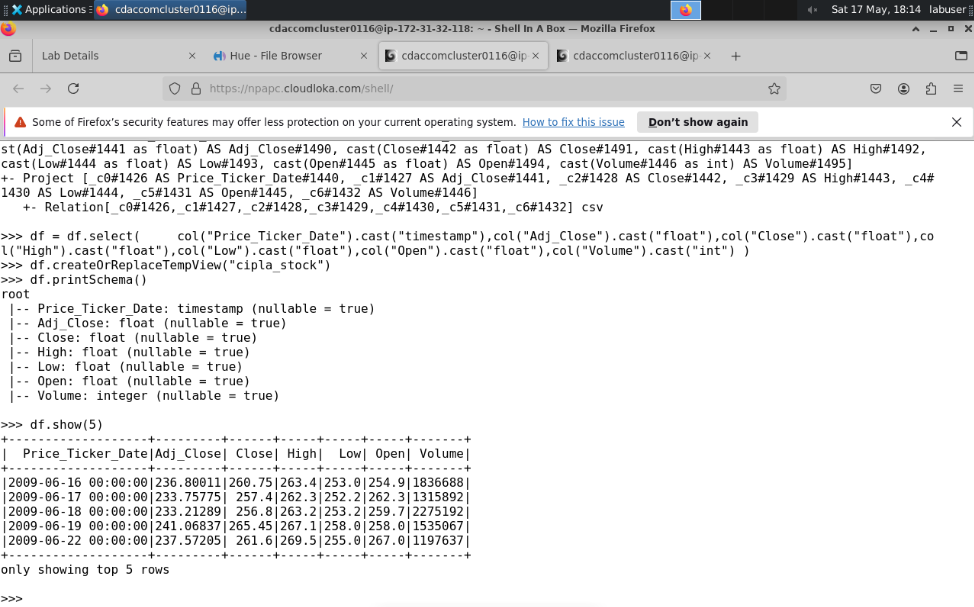 Applications
cdaccomcluster0116@ip-...
Sat 17 May, 18:14 labuser
cdaccomcluster0116@ip-172-31-32-118: ~ - Shell In A Box — Mozilla Firefox
Lab Details
Hue - File Browser
cdaccomcluster0116@ip-
cdaccomcluster0116@ip-
https://npapc.cloudloka.com/shell/
Some of Firefox's security features may offer less protection on your current operating system. How to fix this issue Don't show again
st(Adj_Close#1441 as float) AS Adj_Close#1490, cast(Close#1442 as float) AS Close#1491, cast(High#1443 as float) AS High#1492,
cast(Low#1444 as float) AS Low#1493, cast(Open#1445 as float) AS Open#1494, cast(Volume#1446 as int) AS Volume#1495]
+- Project [_c0#1426 AS Price_Ticker_Date#1440, _c1#1427 AS Adj_Close#1441, _c2#1428 AS Close#1442, _c3#1429 AS High#1443, _c4#
1430 AS Low#1444, _c5#1431 AS Open#1445, _c6#1432 AS Volume#1446]
   +- Relation[_c0#1426,_c1#1427,_c2#1428,_c3#1429,_c4#1430,_c5#1431,_c6#1432] csv
>>> df = df.select(     col("Price_Ticker_Date").cast("timestamp"),col("Adj_Close").cast("float"),col("Close").cast("float"),co
l("High").cast("float"),col("Low").cast("float"),col("Open").cast("float"),col("Volume").cast("int") )
>>> df.createOrReplaceTempView("cipla_stock")
>>> df.printSchema()
root
 |-- Price_Ticker_Date: timestamp (nullable = true)
 |-- Adj_Close: float (nullable = true)
 |-- Close: float (nullable = true)
 |-- High: float (nullable = true)
 |-- Low: float (nullable = true)
 |-- Open: float (nullable = true)
 |-- Volume: integer (nullable = true)
>>> df.show(5)
+-------------------+---------+------+-----+-----+-----+-------+
|  Price_Ticker_Date|Adj_Close| Close| High|  Low| Open| Volume|
+-------------------+---------+------+-----+-----+-----+-------+
|2009-06-16 00:00:00|236.80011|260.75|263.4|253.0|254.9|1836688|
|2009-06-17 00:00:00|233.75775| 257.4|262.3|252.2|262.3|1315892|
|2009-06-18 00:00:00|233.21289| 256.8|263.2|253.2|259.7|2275192|
|2009-06-19 00:00:00|241.06837|265.45|267.1|258.0|258.0|1535067|
|2009-06-22 00:00:00|237.57205| 261.6|269.5|255.0|267.0|1197637|
+-------------------+---------+------+-----+-----+-----+-------+
only showing top 5 rows
>>>